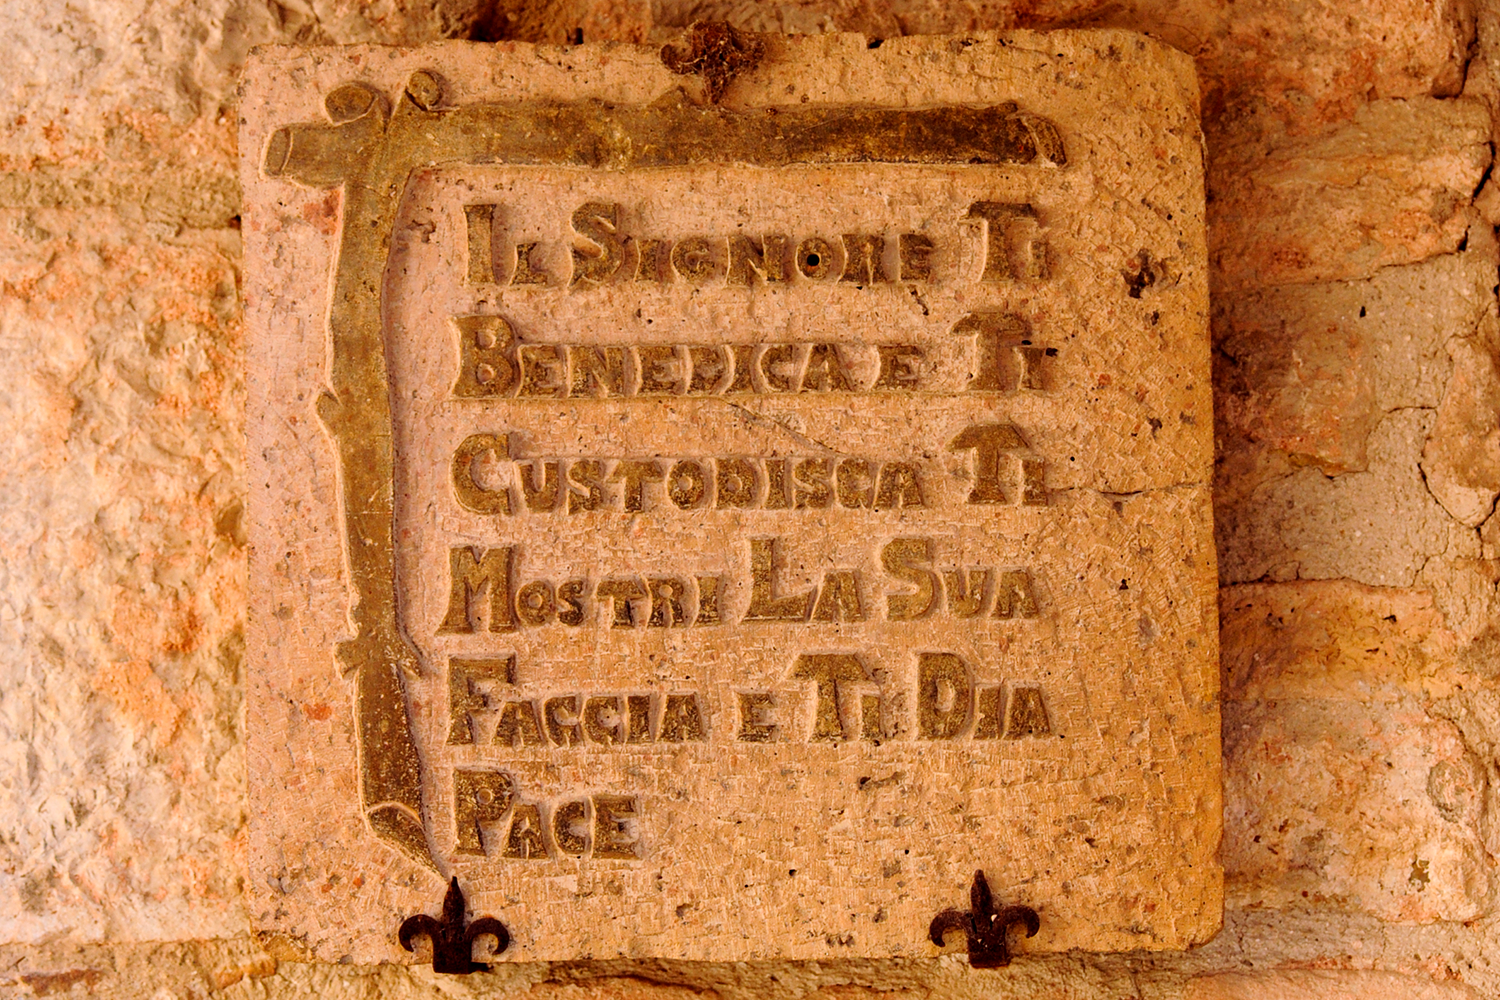 Il Signore Ti
Benedica e Ti
Custodisca Ti
Mostri La Sua
Faccia e Ti Dia
Pace